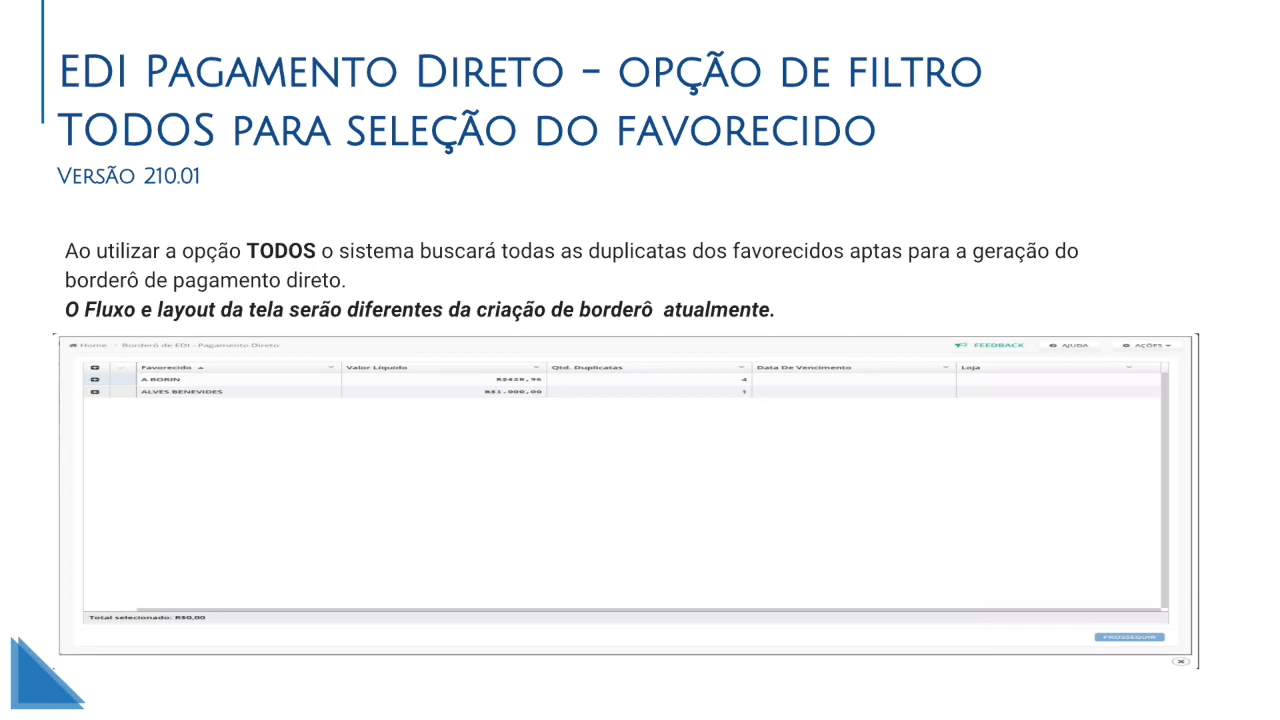 EDI Pagamento Direto - opção de filtro
TODOS para seleção do favorecido
Versão 210.01
Ao utilizar a opção TODOS o sistema buscará todas as duplicatas dos favorecidos aptas para a geração do
borderô de pagamento direto.
O Fluxo e layout da tela serão diferentes da criação de borderô atualmente.
Home / Borderô de EDI - Pagamento Direto FEEDBACK AJUDA AÇÕES
Favorecido Valor Líquido Qtd. Duplicatas Data De Vencimento Loja
A BORIN R$428,96 4
ALVES BENEVIDES R$1.000,00 1
Total selecionado: R$0,00
PROSSEGUIR